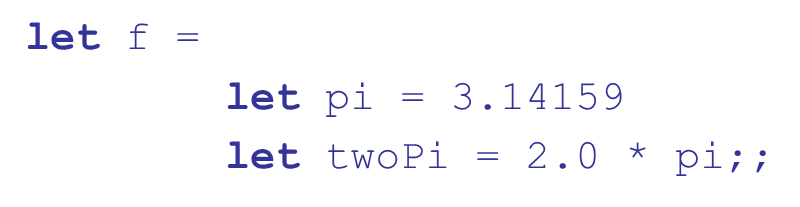 let f =
let pi = 3.14159
let twoPi = 2.0 * pi;;